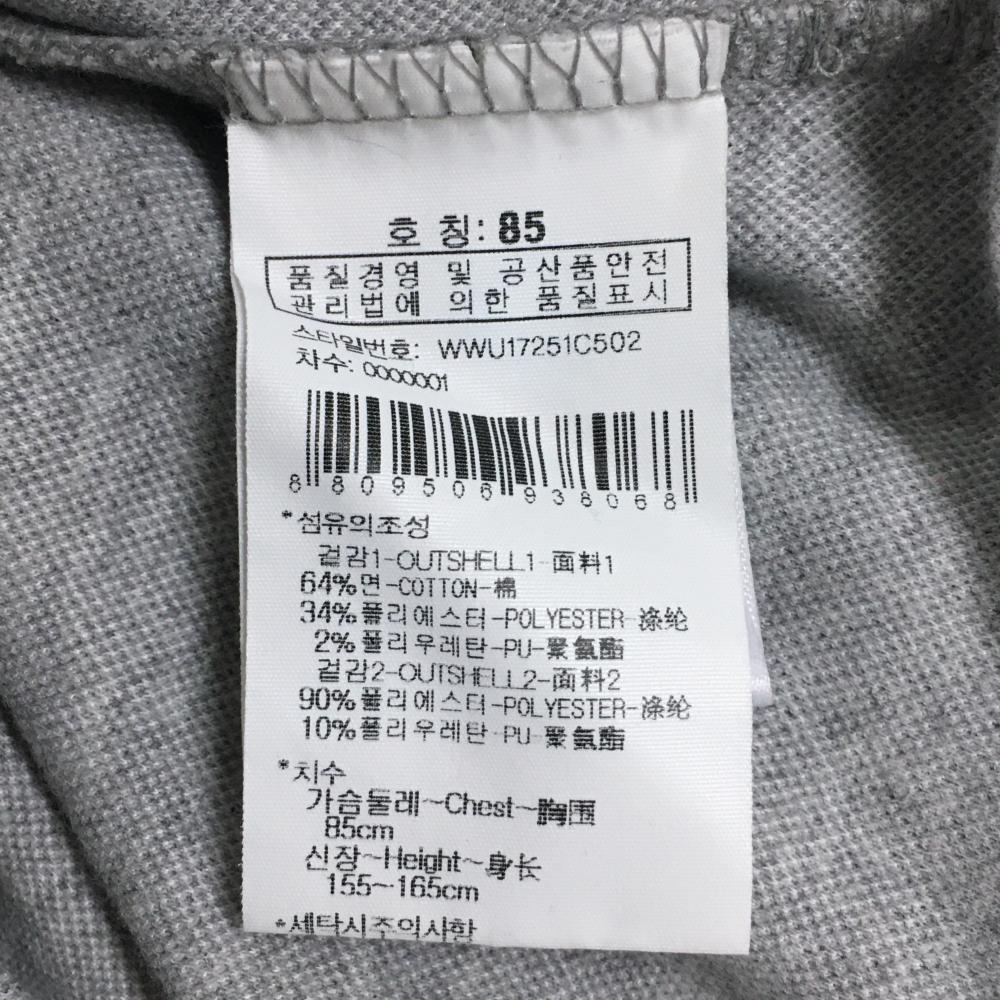 호 칭: 85
품질경영 및 공산품안전
관리법에 의한 품질표시
스타일번호: WWU17251C502
차수: 0000001
8809506938068
*섬유의조성
겉감1-OUTSHELL1-面料1
64%면-COTTON-棉
34%폴리에스터-POLYESTER-涤纶
2%폴리우레탄-PU-聚氨酯
겉감2-OUTSHELL2-面料2
90%폴리에스터-POLYESTER-涤纶
10%폴리우레탄-PU-聚氨酯
*치수
가슴둘레~Chest~胸围
85cm
신장~Height~身长
155~165cm
*세탁시주의사항